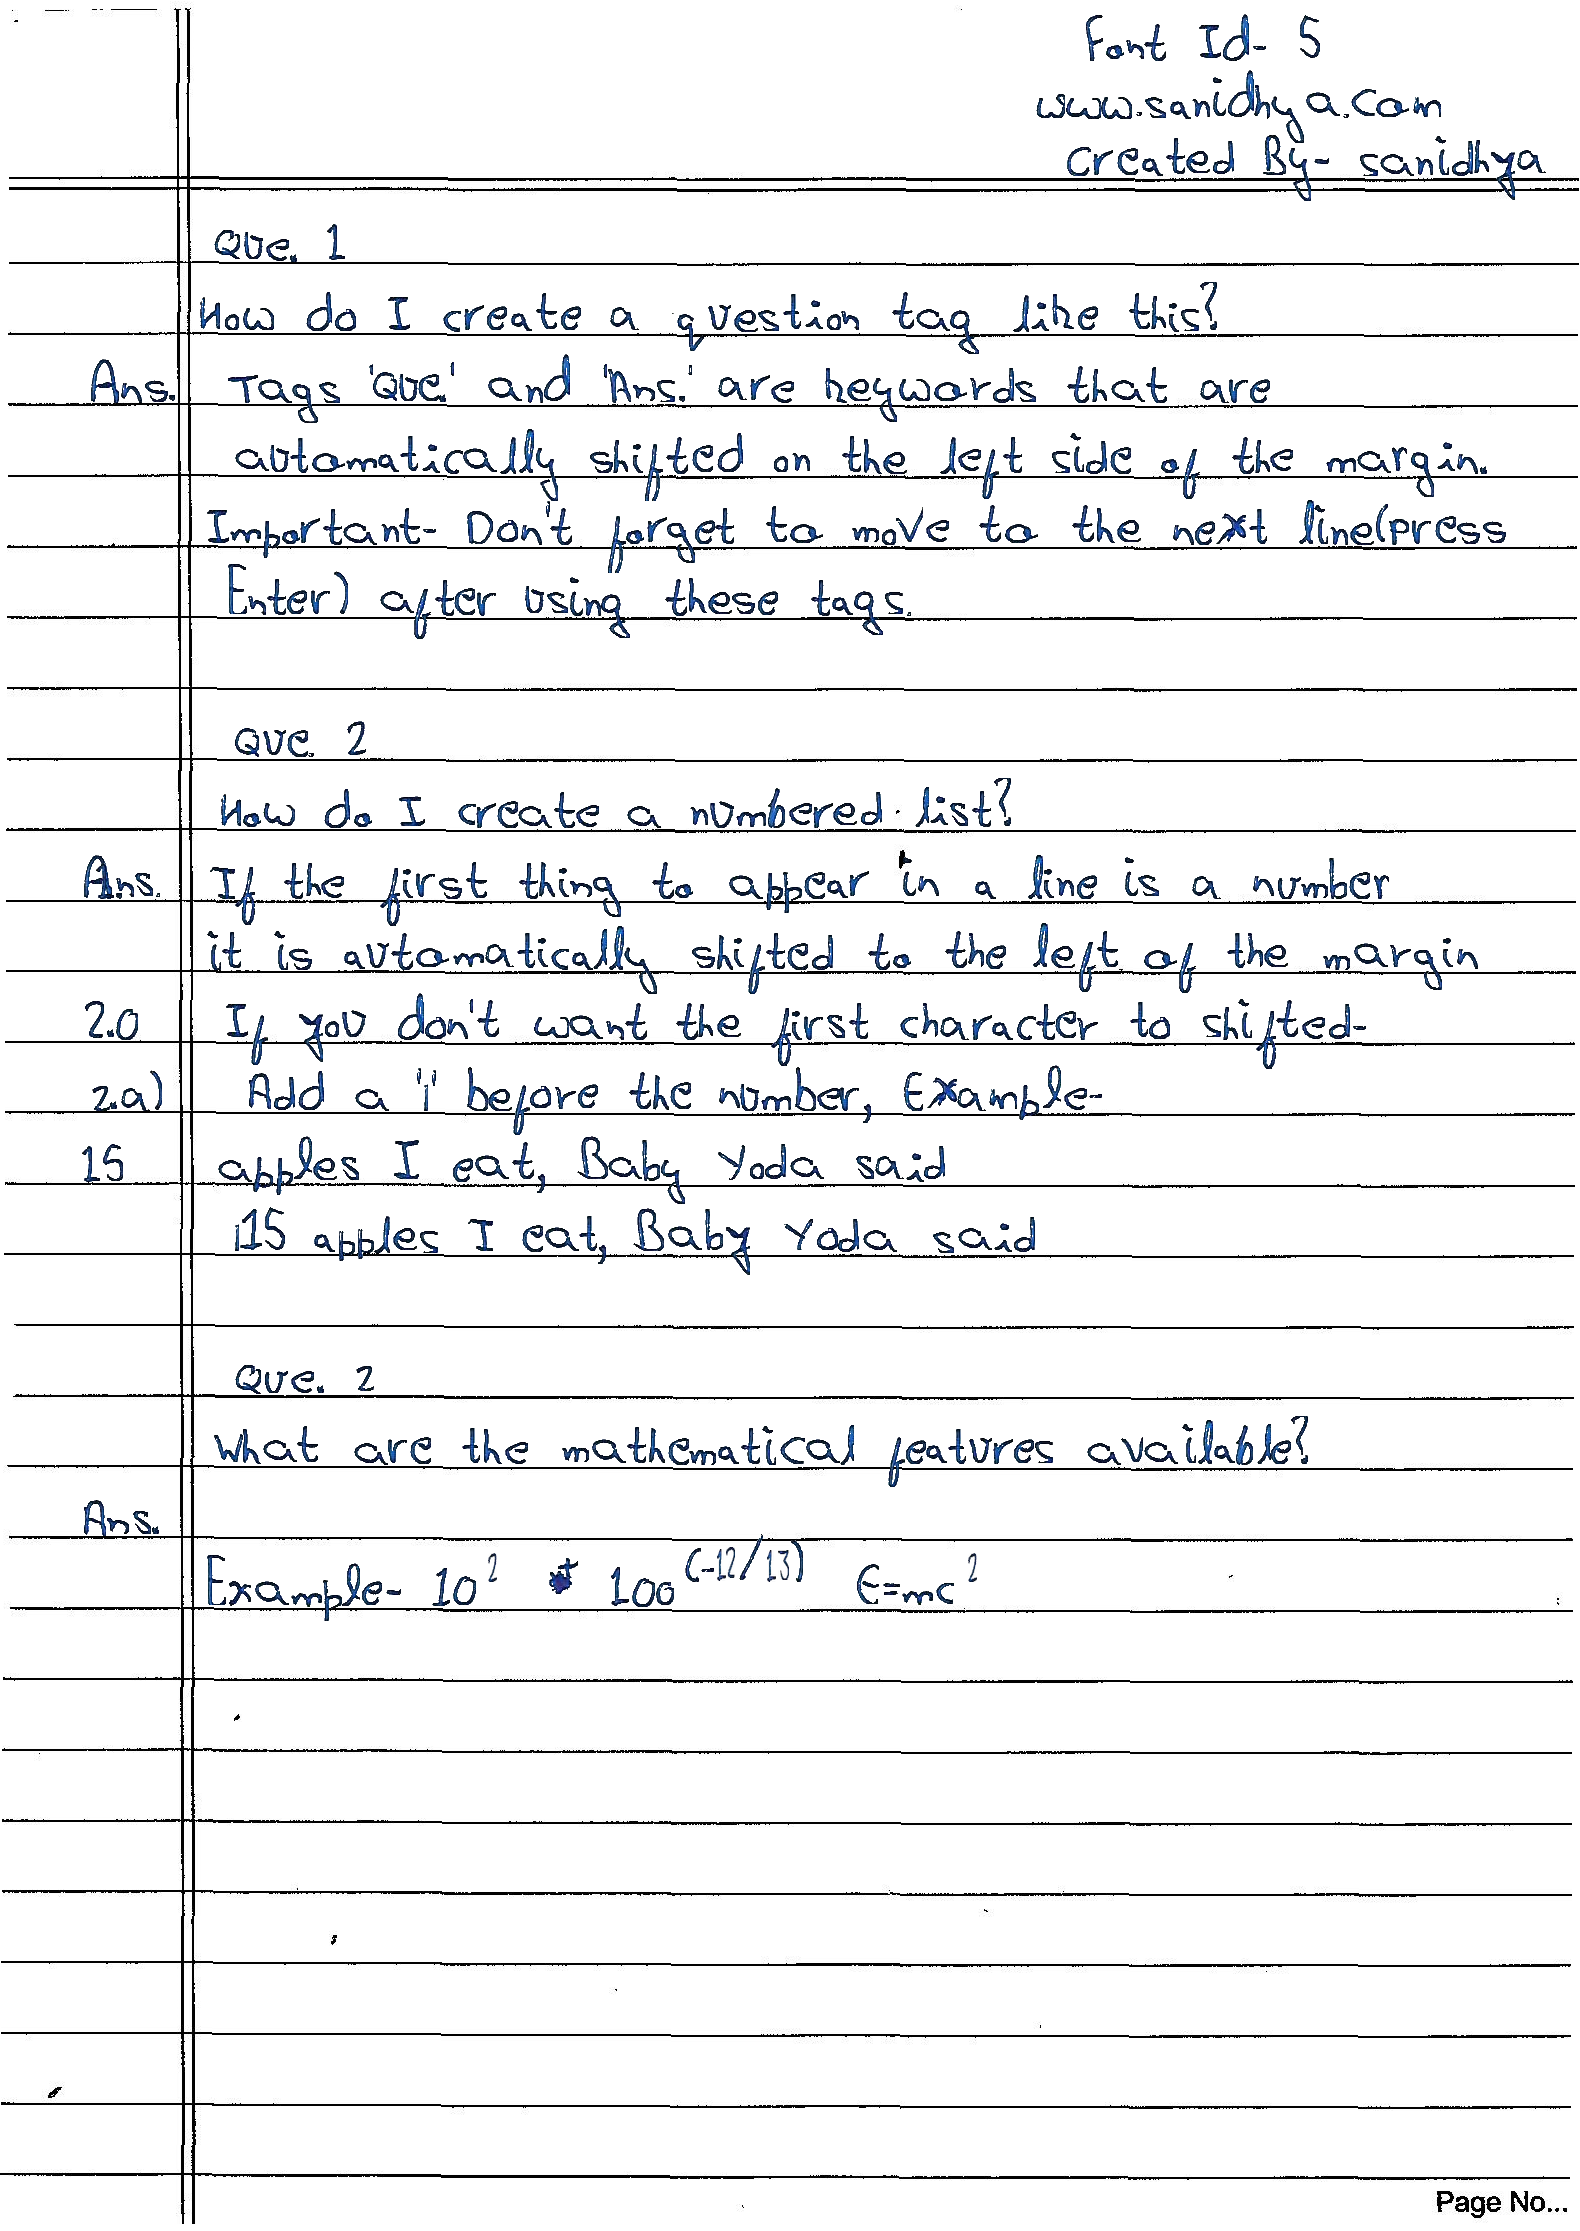 Font Id- 5
www.sanidhya.com
Created By- sanidhya
Que. 1
How do I create a question tag like this?
Ans. Tags 'Que.' and 'Ans.' are keywords that are
automatically shifted on the left side of the margin.
Important- Don't forget to move to the next line(press
Enter) after using these tags.
Que. 2
How do I create a numbered list?
Ans. If the first thing to appear in a line is a number
it is automatically shifted to the left of the margin
2.0 If you don't want the first character to shifted-
2.a) Add a '|' before the number, Example-
15 apples I eat, Baby Yoda said
|15 apples I eat, Baby Yoda said
Que. 2
What are the mathematical features available?
Ans.
Example- 10² * 100^(-12/13) E=mc²
Page No...